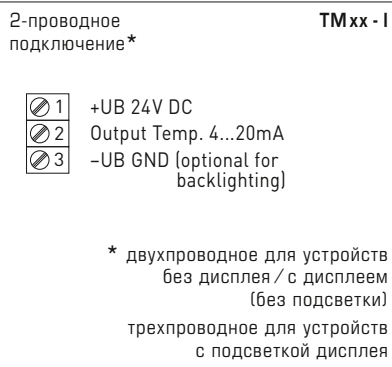 2-проводное TMxx - I
подключение*
1 +UB 24V DC
2 Output Temp. 4...20mA
3 –UB GND (optional for
backlighting)
* двухпроводное для устройств
без дисплея / с дисплеем
(без подсветки)
трехпроводное для устройств
с подсветкой дисплея